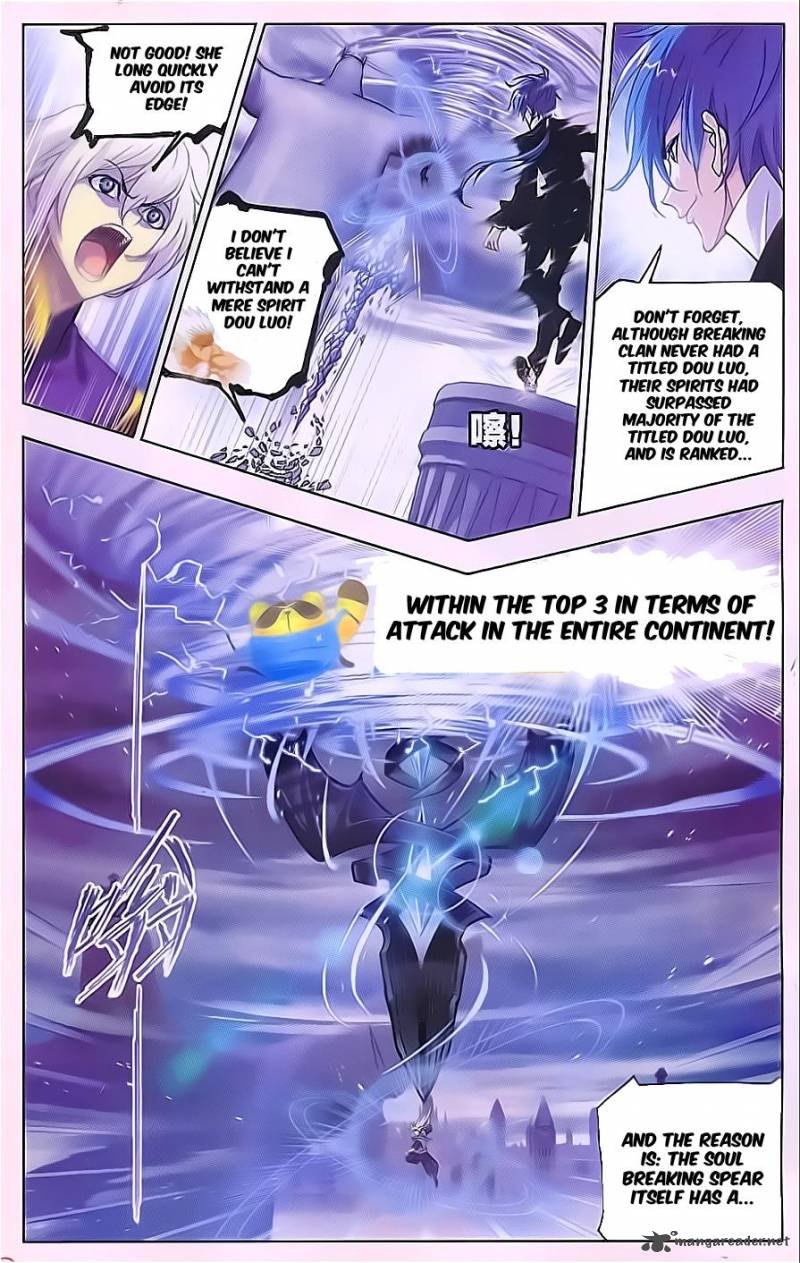 NOT GOOD! SHE
LONG QUICKLY
AVOID ITS
EDGE!
I DON'T
BELIEVE I
CAN'T
WITHSTAND A
MERE SPIRIT
DOU LUO!
嚓!
DON'T FORGET,
ALTHOUGH BREAKING
CLAN NEVER HAD A
TITLED DOU LUO,
THEIR SPIRITS HAD
SURPASSED
MAJORITY OF THE
TITLED DOU LUO,
AND IS RANKED...
WITHIN THE TOP 3 IN TERMS OF
ATTACK IN THE ENTIRE CONTINENT!
AND THE REASON
IS: THE SOUL
BREAKING SPEAR
ITSELF HAS A...
mangareader.net